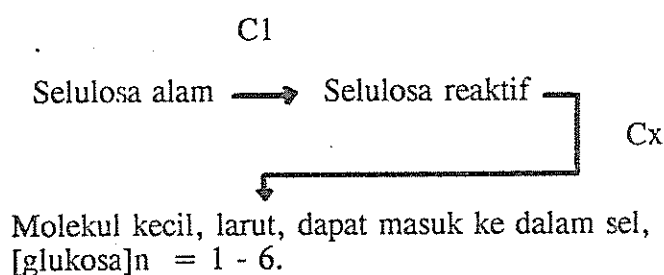 C1
Selulosa alam Selulosa reaktif
Cx
Molekul kecil, larut, dapat masuk ke dalam sel,
[glukosa]n = 1 - 6.